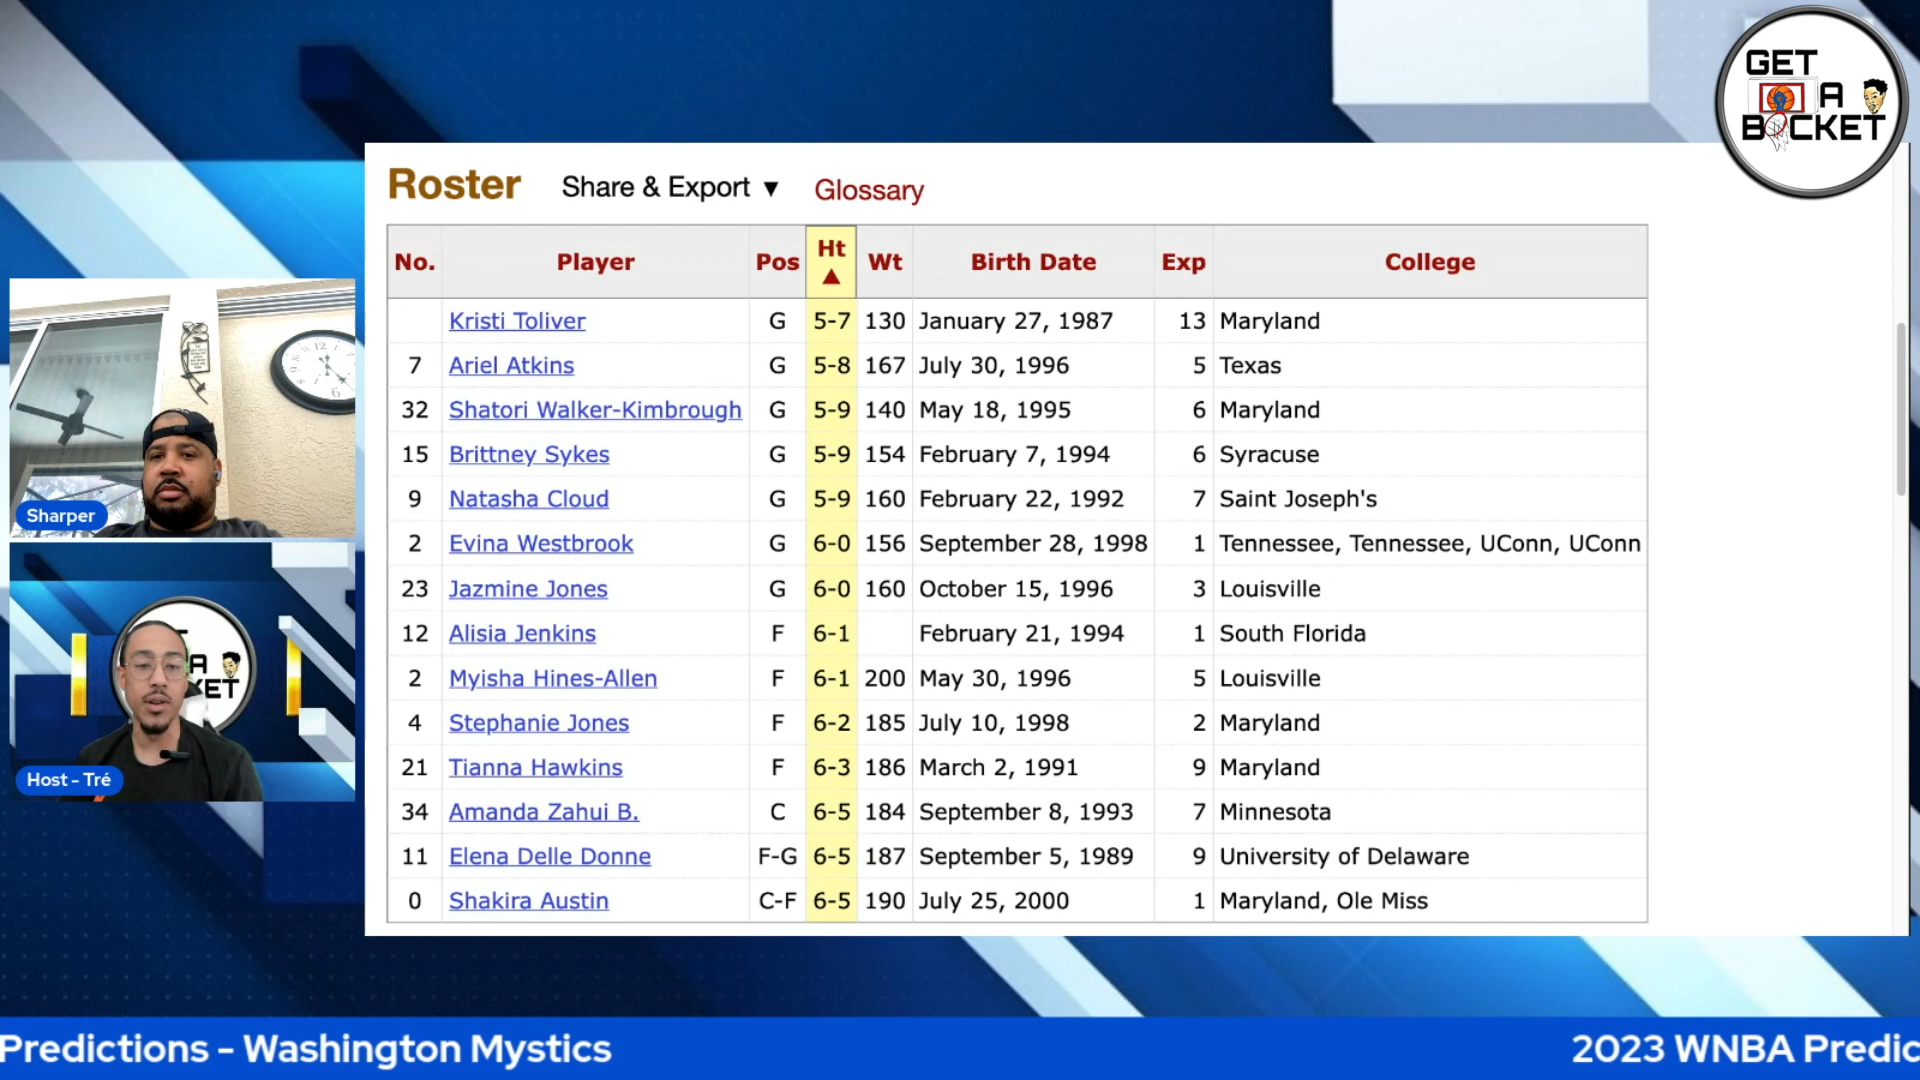 GET
A
BUCKET
Roster Share & Export ▼ Glossary
No. Player Pos Ht ▲ Wt Birth Date Exp College
Kristi Toliver G 5-7 130 January 27, 1987 13 Maryland
7 Ariel Atkins G 5-8 167 July 30, 1996 5 Texas
32 Shatori Walker-Kimbrough G 5-9 140 May 18, 1995 6 Maryland
15 Brittney Sykes G 5-9 154 February 7, 1994 6 Syracuse
9 Natasha Cloud G 5-9 160 February 22, 1992 7 Saint Joseph's
2 Evina Westbrook G 6-0 156 September 28, 1998 1 Tennessee, Tennessee, UConn, UConn
23 Jazmine Jones G 6-0 160 October 15, 1996 3 Louisville
12 Alisia Jenkins F 6-1 February 21, 1994 1 South Florida
2 Myisha Hines-Allen F 6-1 200 May 30, 1996 5 Louisville
4 Stephanie Jones F 6-2 185 July 10, 1998 2 Maryland
21 Tianna Hawkins F 6-3 186 March 2, 1991 9 Maryland
34 Amanda Zahui B. C 6-5 184 September 8, 1993 7 Minnesota
11 Elena Delle Donne F-G 6-5 187 September 5, 1989 9 University of Delaware
0 Shakira Austin C-F 6-5 190 July 25, 2000 1 Maryland, Ole Miss
12
6
Sharper
A
KET
Host - Tré
Predictions - Washington Mystics 2023 WNBA Predic